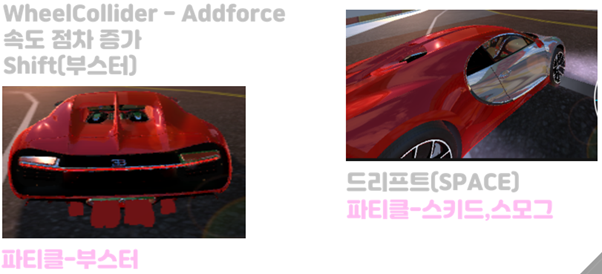 WheelCollider - Addforce
속도 점차 증가
Shift(부스터)
파티클-부스터
드리프트(SPACE)
파티클-스키드,스모그